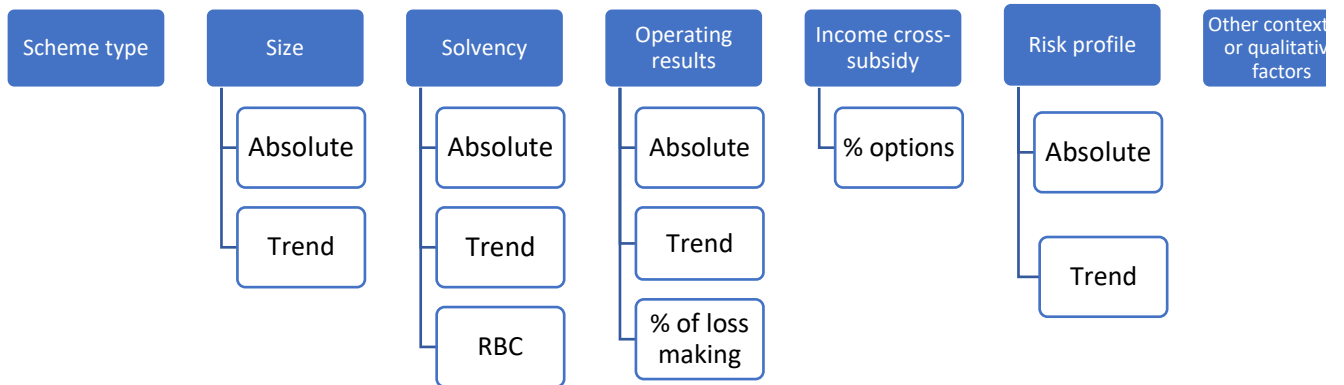 Scheme type
Size
Absolute
Trend
Solvency
Absolute
Trend
RBC
Operating
results
Absolute
Trend
% of loss
making
Income cross-
subsidy
% options
Risk profile
Absolute
Trend
Other context
or qualitativ
factors